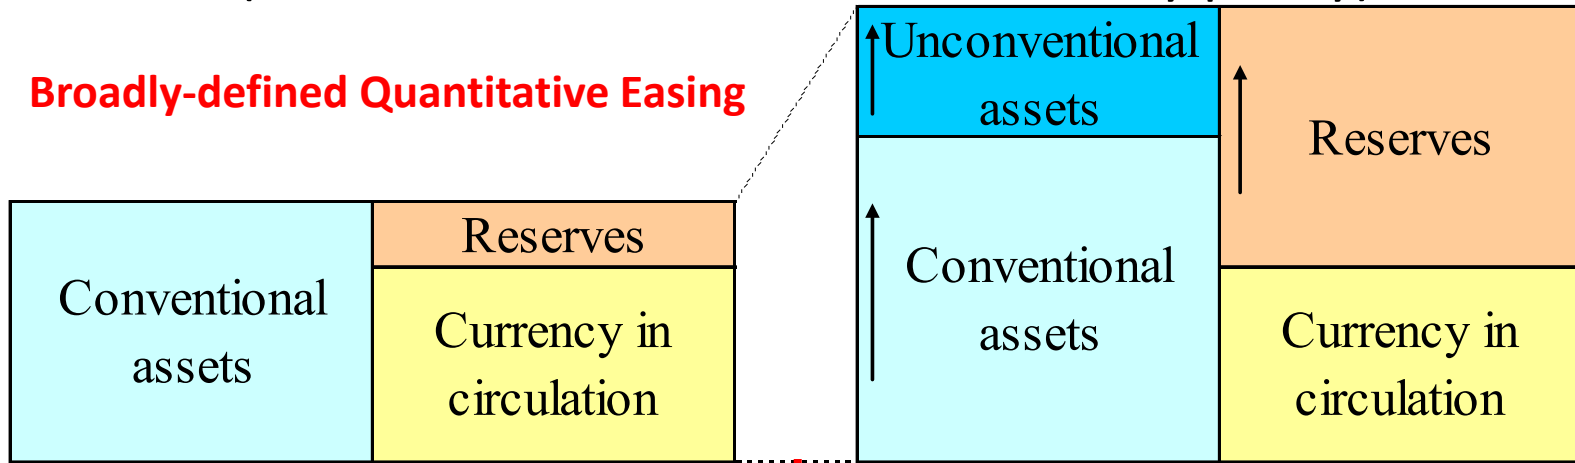 Broadly-defined Quantitative Easing
Conventional
assets
Reserves
Currency in
circulation
Unconventional
assets
Conventional
assets
Reserves
Currency in
circulation